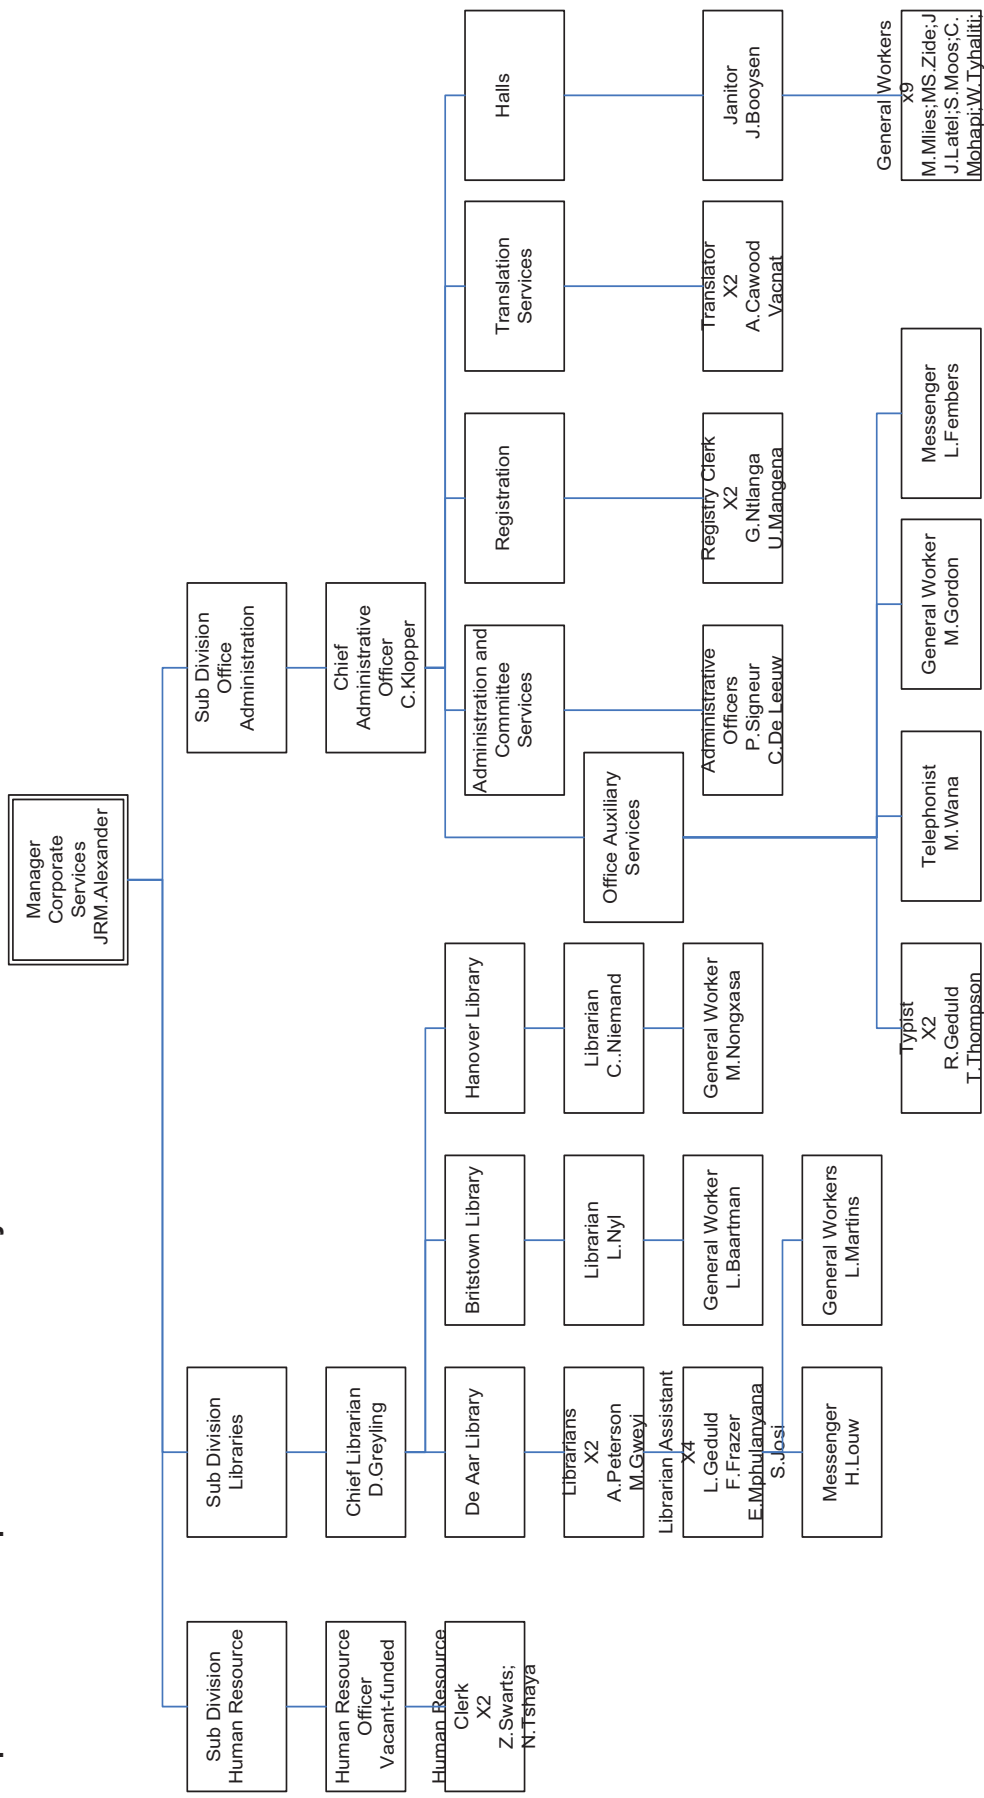 Manager
Corporate
Services
JRM.Alexander
Sub Division
Human Resource
Human Resource
Officer
Vacant-funded
Human Resource
Clerk
X2
Z.Swarts;
N.Tshaya
Sub Division
Libraries
Chief Librarian
D.Greyling
De Aar Library
Librarians
X2
A.Peterson
M.Gweyi
Librarian Assistant
X4
L.Geduld
F.Frazer
E.Mphulanyana
S.Josi
Messenger
H.Louw
General Workers
L.Martins
Britstown Library
Librarian
L.Nyl
General Worker
L.Baartman
Hanover Library
Librarian
C..Niemand
General Worker
M.Nongxasa
Sub Division
Office
Administration
Chief
Administrative
Officer
C.Klopper
Office Auxiliary
Services
Typist
X2
R.Geduld
T.Thompson
Telephonist
M.Wana
General Worker
M.Gordon
Messenger
L.Fembers
Administration and
Committee
Services
Administrative
Officers
P.Signeur
C.De Leeuw
Registration
Registry Clerk
X2
G.Ntlanga
U.Mangena
Translation
Services
Translator
X2
A.Cawood
Vacnat
Halls
Janitor
J.Booysen
General Workers
x9
M.Mlies;MS.Zide;J
J.Latel;S.Moos;C.
Mohapi;W.Tyhaliti;